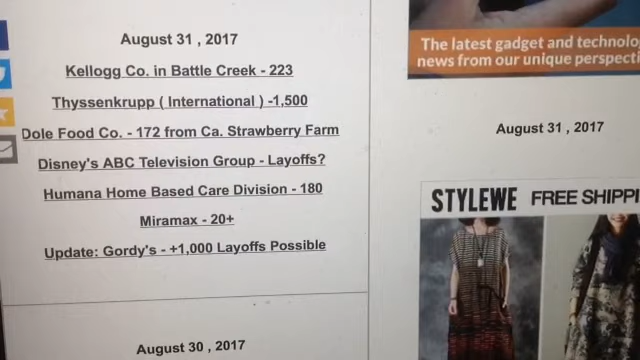 August 31 , 2017
Kellogg Co. in Battle Creek - 223
Thyssenkrupp ( International ) -1,500
Dole Food Co. - 172 from Ca. Strawberry Farm
Disney's ABC Television Group - Layoffs?
Humana Home Based Care Division - 180
Miramax - 20+
Update: Gordy's - +1,000 Layoffs Possible
August 30 , 2017
The latest gadget and technolo
news from our unique perspecti
August 31 , 2017
STYLEWE FREE SHIPPI